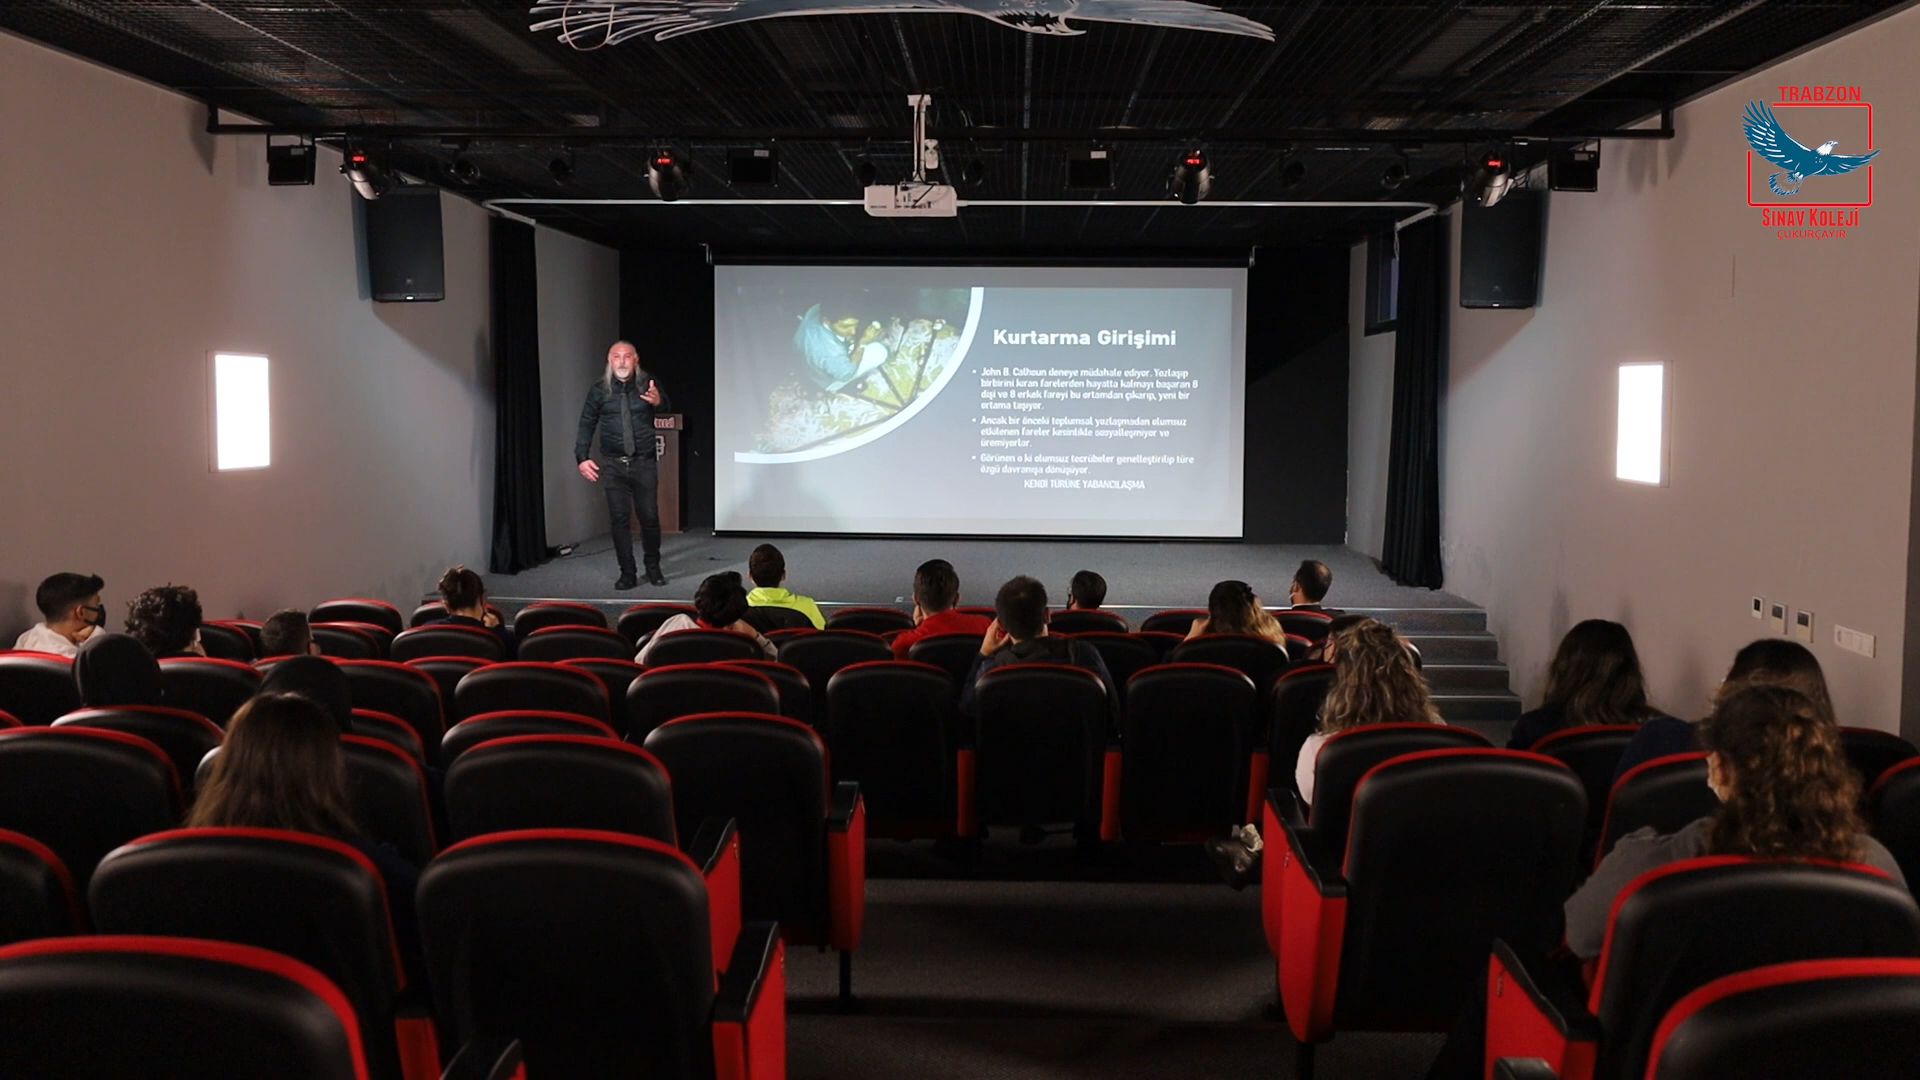 TRABZON
SINAV KOLEJİ
ÇUKURÇAYIR
Kurtarma Girişimi
• John B. Calhoun deneye müdahale ediyor. Yozlaşıp
birbirini kıran farelerden hayatta kalmayı başaran 8
dişi ve 8 erkek fareyi bu ortamdan çıkarıp, yeni bir
ortama taşıyor.
• Ancak bir önceki toplumsal yozlaşmadan olumsuz
etkilenen fareler kesinlikle sosyalleşmiyor ve
üremiyorlar.
• Görünen o ki olumsuz tecrübeler genelleştirilip türe
özgü davranışa dönüşüyor.
KENDİ TÜRÜNE YABANCILAŞMA